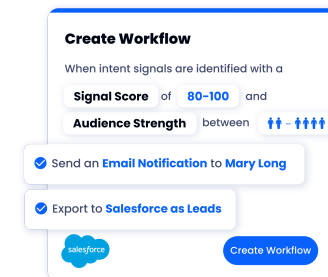 Create Workflow
When intent signals are identified with a
Signal Score of 80-100 and
Audience Strength between -
Send an Email Notification to Mary Long
Export to Salesforce as Leads
salesforce
Create Workflow